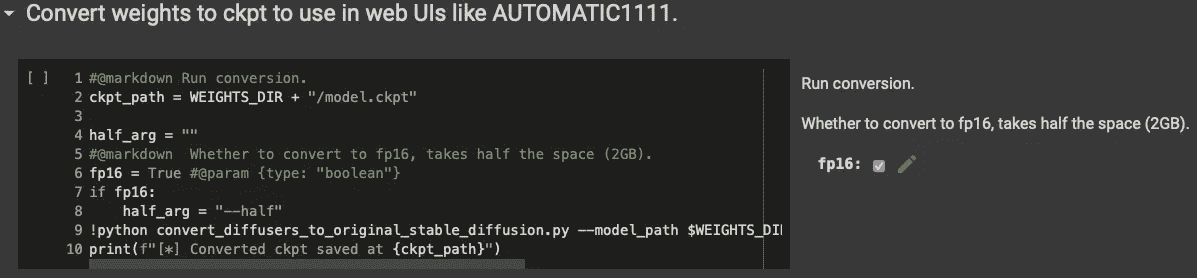 Convert weights to ckpt to use in web UIs like AUTOMATIC1111.
[ ]
1 #@markdown Run conversion.
2 ckpt_path = WEIGHTS_DIR + "/model.ckpt"
3
4 half_arg = ""
5 #@markdown  Whether to convert to fp16, takes half the space (2GB).
6 fp16 = True #@param {type: "boolean"}
7 if fp16:
8     half_arg = "--half"
9 !python convert_diffusers_to_original_stable_diffusion.py --model_path $WEIGHTS_DI
10 print(f"[*] Converted ckpt saved at {ckpt_path}")
Run conversion.
Whether to convert to fp16, takes half the space (2GB).
fp16: